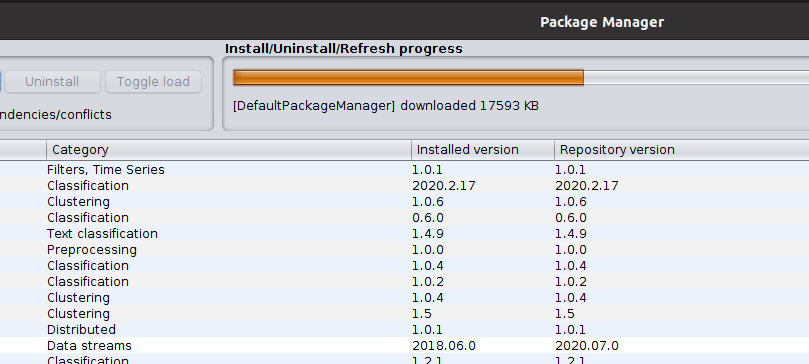 Package Manager
Install/Uninstall/Refresh progress
Uninstall Toggle load
[DefaultPackageManager] downloaded 17593 KB
ndencies/conflicts
Category Installed version Repository version
Filters, Time Series 1.0.1 1.0.1
Classification 2020.2.17 2020.2.17
Clustering 1.0.6 1.0.6
Classification 0.6.0 0.6.0
Text classification 1.4.9 1.4.9
Preprocessing 1.0.0 1.0.0
Classification 1.0.4 1.0.4
Classification 1.0.2 1.0.2
Clustering 1.0.4 1.0.4
Clustering 1.5 1.5
Distributed 1.0.1 1.0.1
Data streams 2018.06.0 2020.07.0
Classification 1.2.1 1.2.1